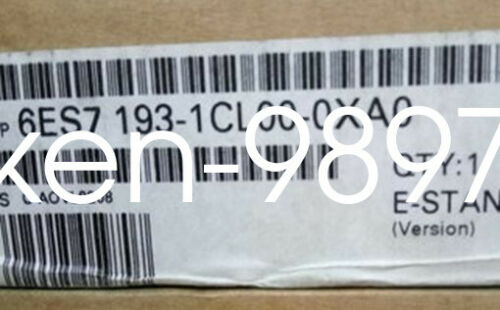 P 6ES7 193-1CL00-0XA0
ken-9897
QTY:1
S
E-STAN
(Version)